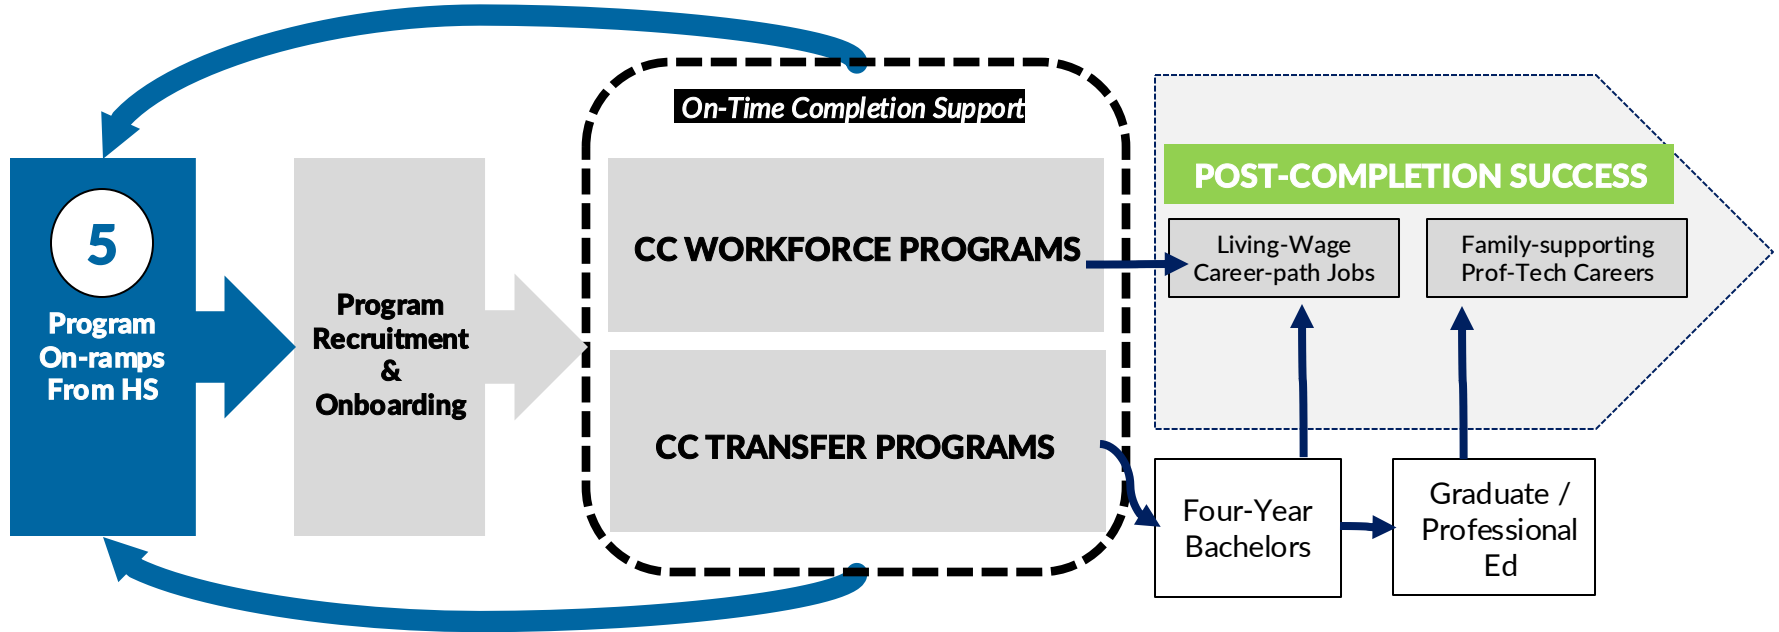 5
Program
On-ramps
From HS
Program
Recruitment
&
Onboarding
On-Time Completion Support
CC WORKFORCE PROGRAMS
CC TRANSFER PROGRAMS
POST-COMPLETION SUCCESS
Living-Wage
Career-path Jobs
Family-supporting
Prof-Tech Careers
Four-Year
Bachelors
Graduate /
Professional
Ed